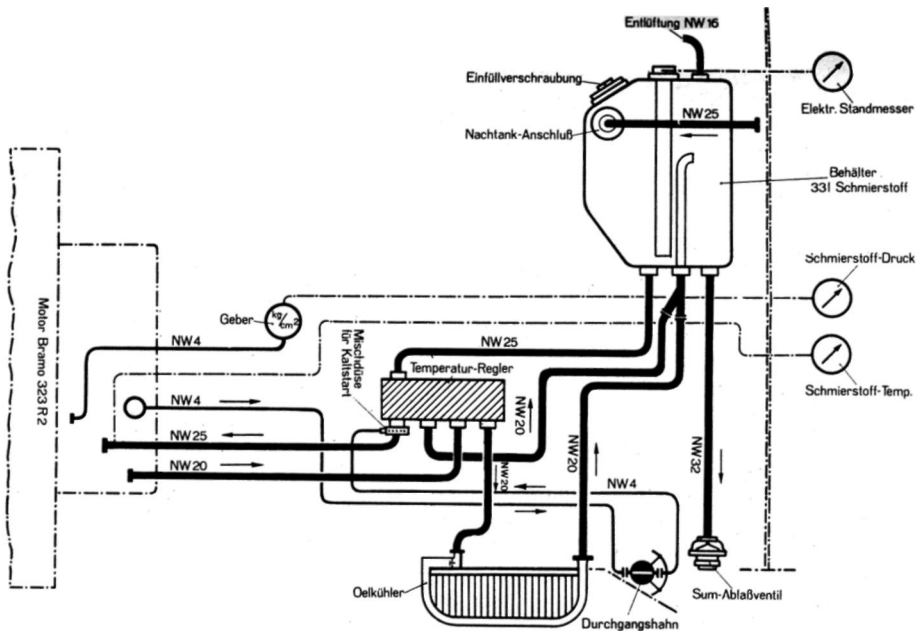 Entlüftung NW16
Einfüllverschraubung
NW25
Elektr. Standmesser
Nachtank-Anschluß
Behälter
33l Schmierstoff
Schmierstoff-Druck
Geber
kg/cm²
NW4
Mischdüse
für Kaltstart
NW25
Temperatur-Regler
Schmierstoff-Temp.
Motor Bramo 323 R2
NW4
NW20
NW25
NW20
NW20
NW20
NW4
NW32
Oelkühler
Durchgangshahn
Sum-Ablaßventil